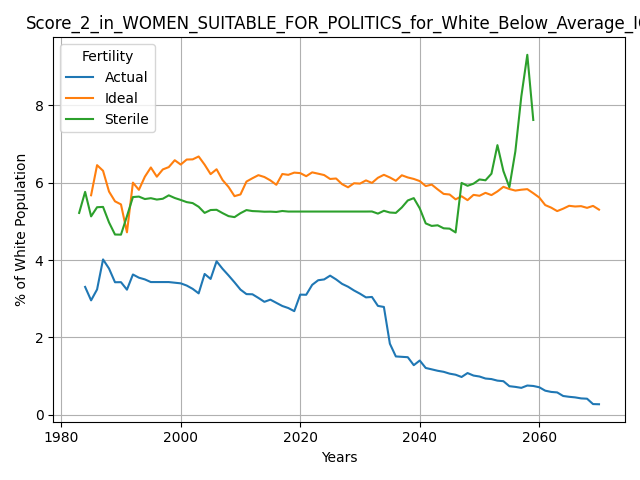 Score_2_in_WOMEN_SUITABLE_FOR_POLITICS_for_White_Below_Average_I
Fertility
Actual
Ideal
Sterile
% of White Population
8
6
4
2
0
1980 2000 2020 2040 2060
Years